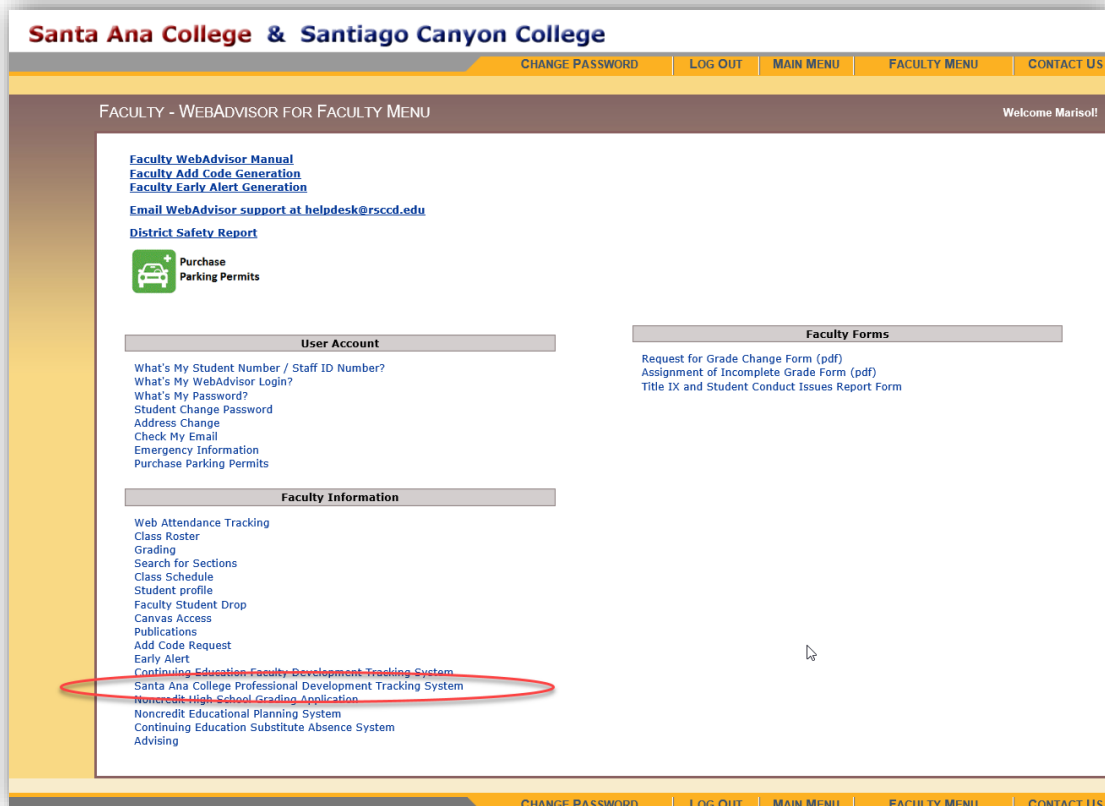 Santa Ana College & Santiago Canyon College
CHANGE PASSWORD LOG OUT MAIN MENU FACULTY MENU CONTACT US
FACULTY - WEBADVISOR FOR FACULTY MENU
Welcome Marisol!
Faculty WebAdvisor Manual
Faculty Add Code Generation
Faculty Early Alert Generation
Email WebAdvisor support at helpdesk@rsccd.edu
District Safety Report
Purchase
Parking Permits
User Account
What's My Student Number / Staff ID Number?
What's My WebAdvisor Login?
What's My Password?
Student Change Password
Address Change
Check My Email
Emergency Information
Purchase Parking Permits
Faculty Information
Web Attendance Tracking
Class Roster
Grading
Search for Sections
Class Schedule
Student profile
Faculty Student Drop
Canvas Access
Publications
Add Code Request
Early Alert
Continuing Education Faculty Development Tracking System
Santa Ana College Professional Development Tracking System
Noncredit High School Grading Application
Noncredit Educational Planning System
Continuing Education Substitute Absence System
Advising
Faculty Forms
Request for Grade Change Form (pdf)
Assignment of Incomplete Grade Form (pdf)
Title IX and Student Conduct Issues Report Form
CHANGE PASSWORD LOG OUT MAIN MENU FACULTY MENU CONTACT US